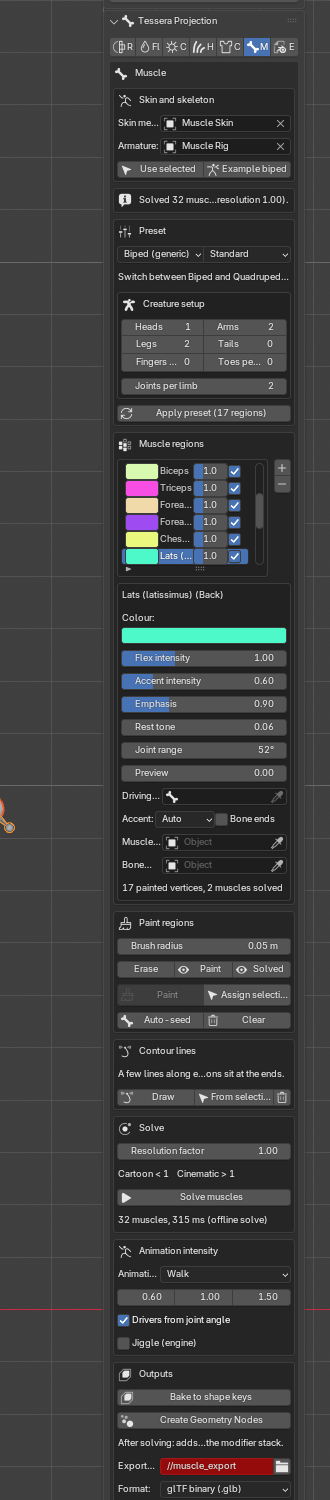 Tessera Projection
R Fl C H C M E
Muscle
Skin and skeleton
Skin me... Muscle Skin
Armature: Muscle Rig
Use selected Example biped
Solved 32 musc...resolution 1.00).
Preset
Biped (generic) Standard
Switch between Biped and Quadruped...
Creature setup
Heads 1 Arms 2
Legs 2 Tails 0
Fingers ... 0 Toes pe... 0
Joints per limb 2
Apply preset (17 regions)
Muscle regions
Biceps 1.0
Triceps 1.0
Forea... 1.0
Forea... 1.0
Ches... 1.0
Lats (... 1.0
Lats (latissimus) (Back)
Colour:
Flex intensity 1.00
Accent intensity 0.60
Emphasis 0.90
Rest tone 0.06
Joint range 52°
Preview 0.00
Driving...
Accent: Auto Bone ends
Muscle... Object
Bone... Object
17 painted vertices, 2 muscles solved
Paint regions
Brush radius 0.05 m
Erase Paint Solved
Paint Assign selecti...
Auto-seed Clear
Contour lines
A few lines along e...ons sit at the ends.
Draw From selecti...
Solve
Resolution factor 1.00
Cartoon < 1 Cinematic > 1
Solve muscles
32 muscles, 315 ms (offline solve)
Animation intensity
Animati... Walk
0.60 1.00 1.50
Drivers from joint angle
Jiggle (engine)
Outputs
Bake to shape keys
Create Geometry Nodes
After solving: adds...the modifier stack.
Export... //muscle_export
Format: glTF binary (.glb)